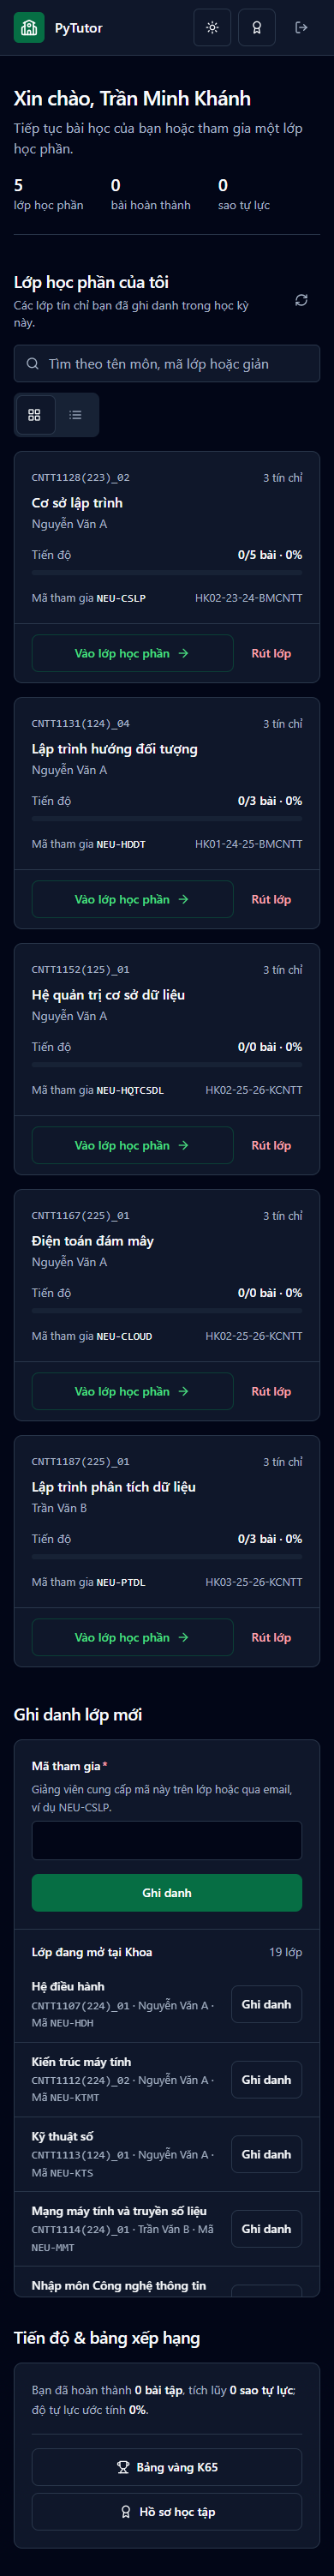 PyTutor
Xin chào, Trần Minh Khánh
Tiếp tục bài học của bạn hoặc tham gia một lớp
học phần.
5
lớp học phần
0
bài hoàn thành
0
sao tự lực
Lớp học phần của tôi
Các lớp tín chỉ bạn đã ghi danh trong học kỳ
này.
Tìm theo tên môn, mã lớp hoặc giản
CNTT1128(223)_02
3 tín chỉ
Cơ sở lập trình
Nguyễn Văn A
Tiến độ
0/5 bài · 0%
Mã tham gia NEU-CSLP
HK02-23-24-BMCNTT
Vào lớp học phần →
Rút lớp
CNTT1131(124)_04
3 tín chỉ
Lập trình hướng đối tượng
Nguyễn Văn A
Tiến độ
0/3 bài · 0%
Mã tham gia NEU-HDDT
HK01-24-25-BMCNTT
Vào lớp học phần →
Rút lớp
CNTT1152(125)_01
3 tín chỉ
Hệ quản trị cơ sở dữ liệu
Nguyễn Văn A
Tiến độ
0/0 bài · 0%
Mã tham gia NEU-HQTCSDL
HK02-25-26-KCNTT
Vào lớp học phần →
Rút lớp
CNTT1167(225)_01
3 tín chỉ
Điện toán đám mây
Nguyễn Văn A
Tiến độ
0/0 bài · 0%
Mã tham gia NEU-CLOUD
HK02-25-26-KCNTT
Vào lớp học phần →
Rút lớp
CNTT1187(225)_01
3 tín chỉ
Lập trình phân tích dữ liệu
Trần Văn B
Tiến độ
0/3 bài · 0%
Mã tham gia NEU-PTDL
HK03-25-26-KCNTT
Vào lớp học phần →
Rút lớp
Ghi danh lớp mới
Mã tham gia *
Giảng viên cung cấp mã này trên lớp hoặc qua email,
ví dụ NEU-CSLP.
Ghi danh
Lớp đang mở tại Khoa
19 lớp
Hệ điều hành
CNTT1107(224)_01 · Nguyễn Văn A ·
Mã NEU-HDH
Ghi danh
Kiến trúc máy tính
CNTT1112(224)_02 · Nguyễn Văn A ·
Mã NEU-KTMT
Ghi danh
Kỹ thuật số
CNTT1113(124)_01 · Nguyễn Văn A ·
Mã NEU-KTS
Ghi danh
Mạng máy tính và truyền số liệu
CNTT1114(224)_01 · Trần Văn B · Mã
NEU-MMT
Ghi danh
Nhập môn Công nghệ thông tin
Tiến độ & bảng xếp hạng
Bạn đã hoàn thành 0 bài tập, tích lũy 0 sao tự lực;
độ tự lực ước tính 0%.
Bảng vàng K65
Hồ sơ học tập